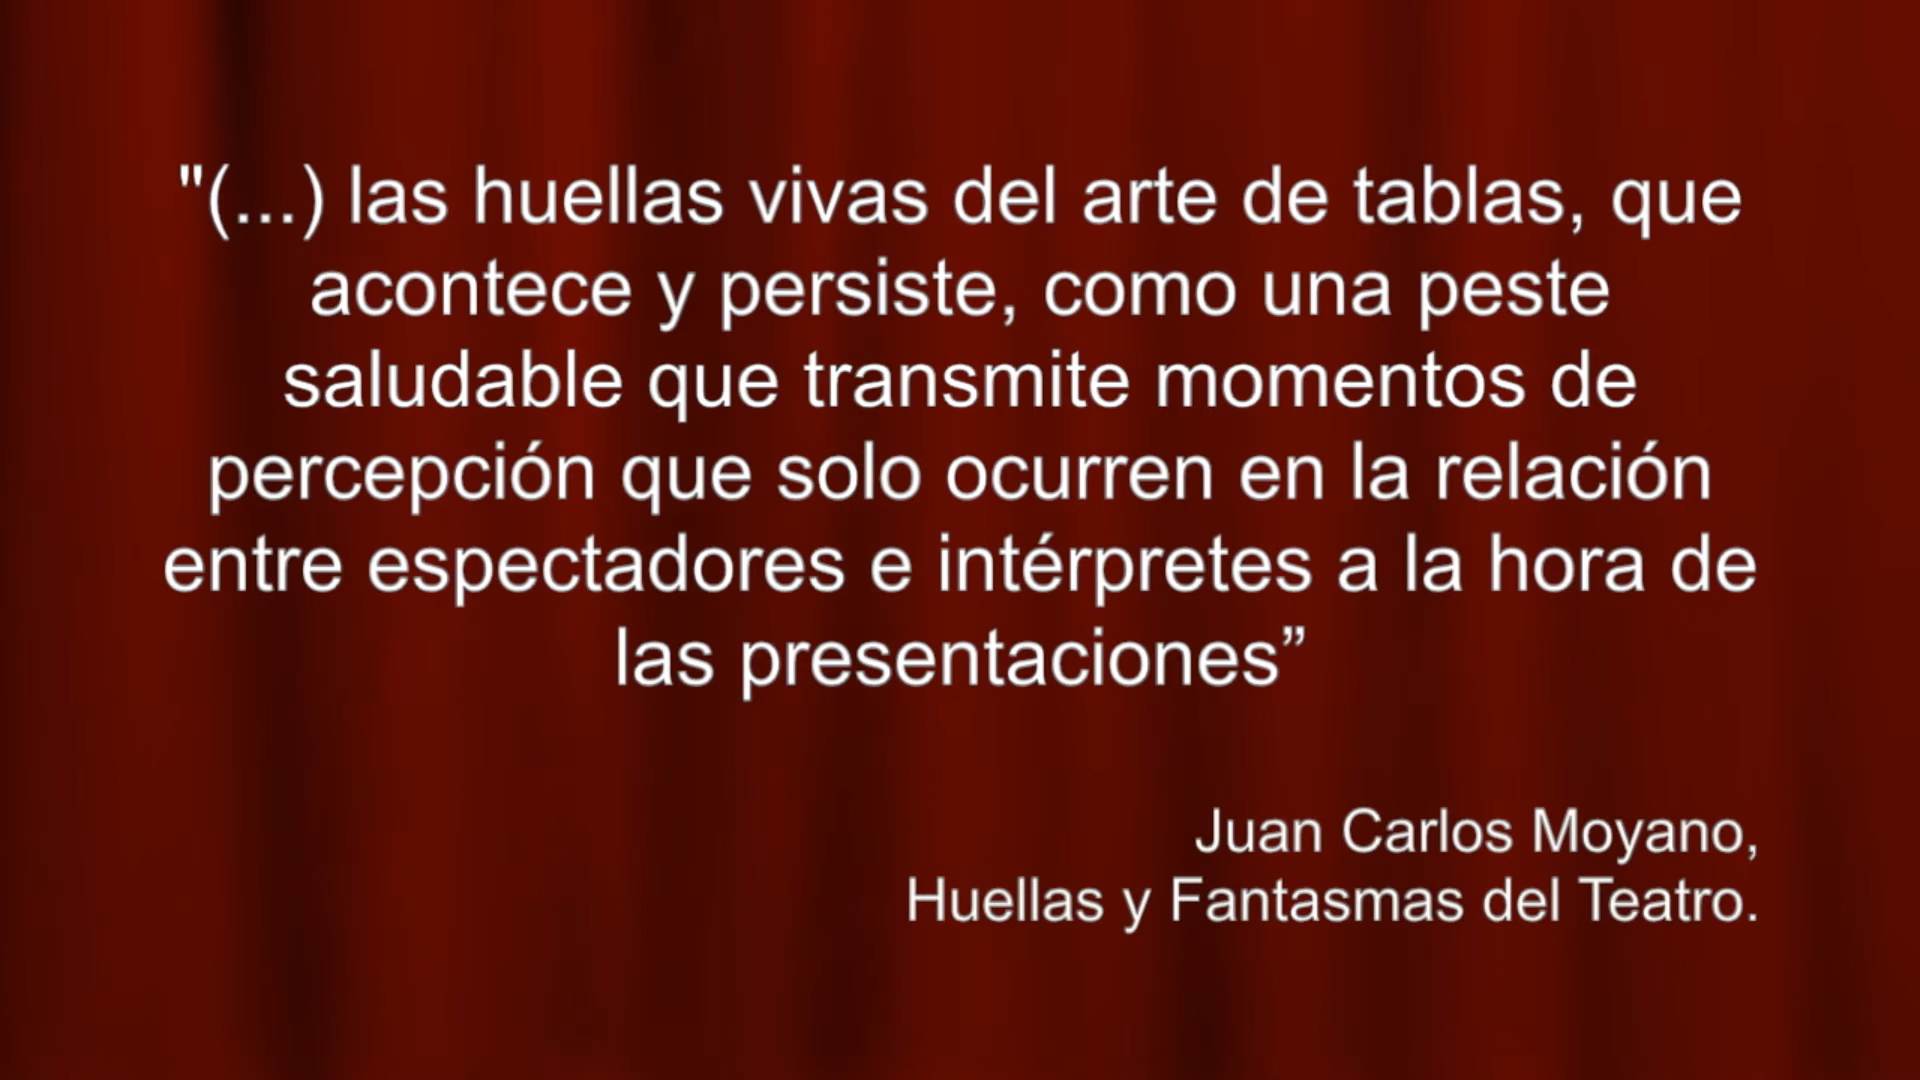 "(...) las huellas vivas del arte de tablas, que
acontece y persiste, como una peste
saludable que transmite momentos de
percepción que solo ocurren en la relación
entre espectadores e intérpretes a la hora de
las presentaciones”
Juan Carlos Moyano,
Huellas y Fantasmas del Teatro.